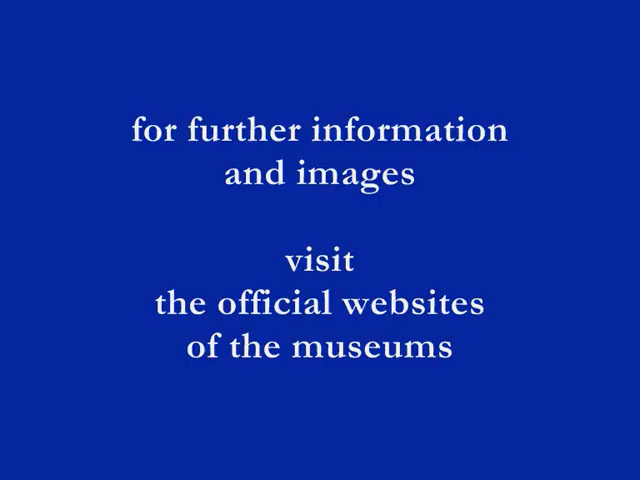 for further information
and images
visit
the official websites
of the museums